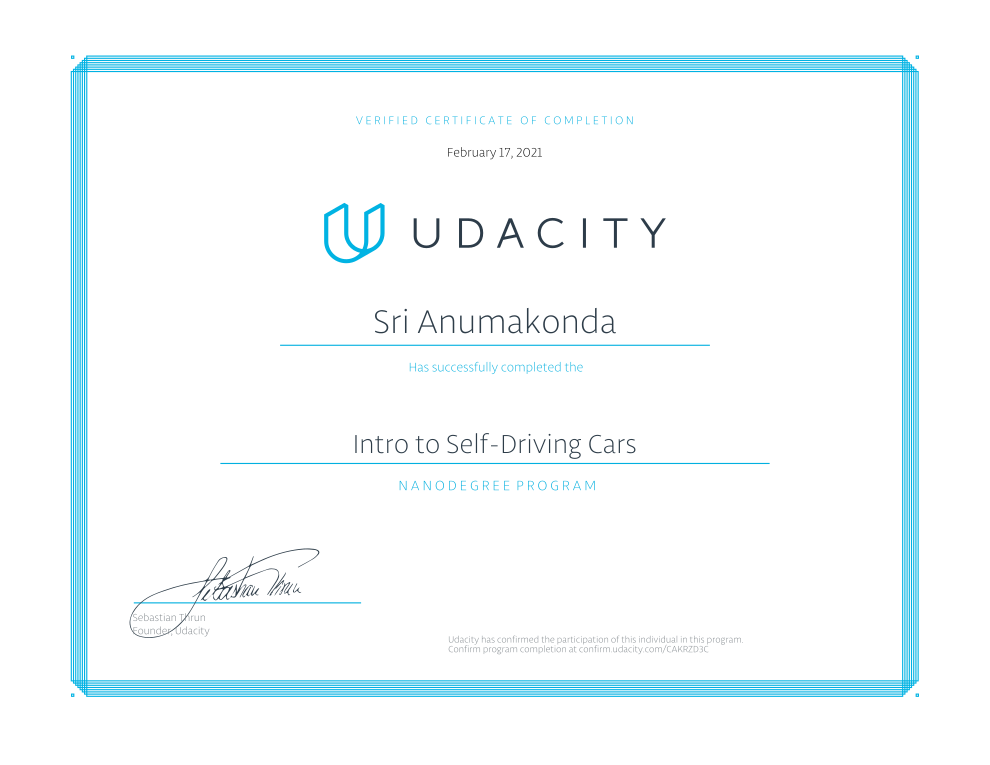 VERIFIED CERTIFICATE OF COMPLETION
February 17, 2021
UDACITY
Sri Anumakonda
Has successfully completed the
Intro to Self-Driving Cars
NANODEGREE PROGRAM
Sebastian Thrun
Sebastian Thrun
Founder, Udacity
Udacity has confirmed the participation of this individual in this program.
Confirm program completion at confirm.udacity.com/CAKRZD3C